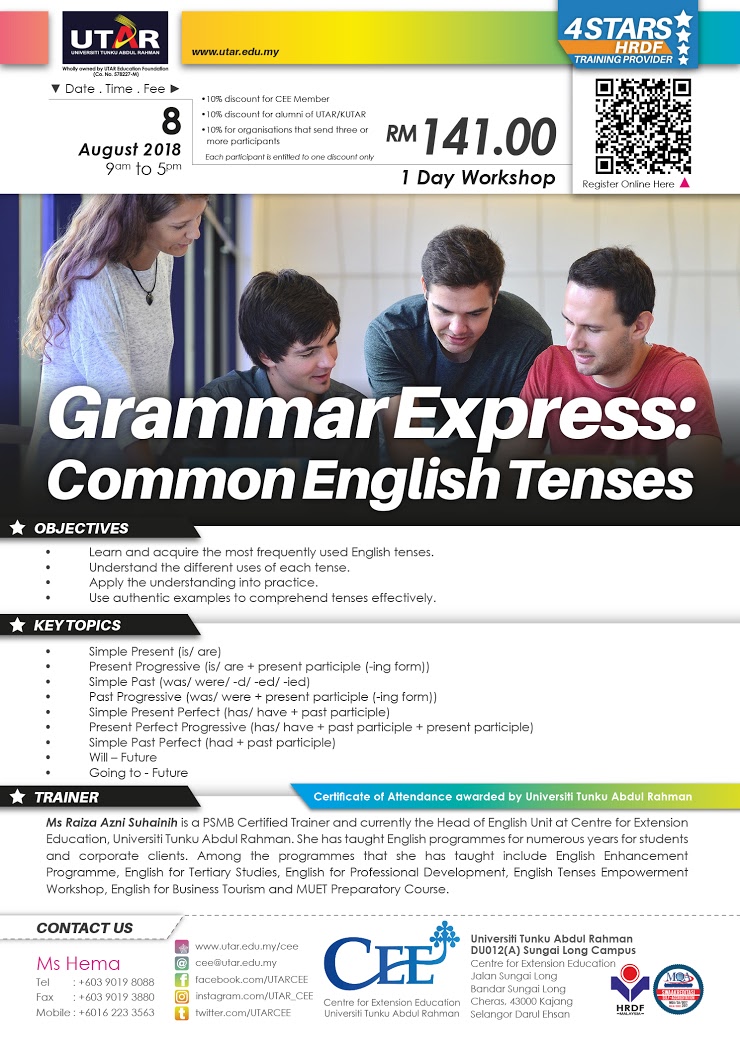 UTAR
UNIVERSITI TUNKU ABDUL RAHMAN
Wholly owned by UTAR Education Foundation
(Co. No. 578227-M)
www.utar.edu.my
4 STARS
HRDF
TRAINING PROVIDER
▼ Date . Time . Fee ►
8
August 2018
9am to 5pm
•10% discount for CEE Member
•10% discount for alumni of UTAR/KUTAR
•10% for organisations that send three or
more participants
Each participant is entitled to one discount only
RM141.00
1 Day Workshop
Register Online Here ▲
Grammar Express:
Common English Tenses
★ OBJECTIVES
• Learn and acquire the most frequently used English tenses.
• Understand the different uses of each tense.
• Apply the understanding into practice.
• Use authentic examples to comprehend tenses effectively.
★ KEY TOPICS
• Simple Present (is/ are)
• Present Progressive (is/ are + present participle (-ing form))
• Simple Past (was/ were/ -d/ -ed/ -ied)
• Past Progressive (was/ were + present participle (-ing form))
• Simple Present Perfect (has/ have + past participle)
• Present Perfect Progressive (has/ have + past participle + present participle)
• Simple Past Perfect (had + past participle)
• Will – Future
• Going to - Future
★ TRAINER
Certificate of Attendance awarded by Universiti Tunku Abdul Rahman
Ms Raiza Azni Suhainih is a PSMB Certified Trainer and currently the Head of English Unit at Centre for Extension
Education, Universiti Tunku Abdul Rahman. She has taught English programmes for numerous years for students
and corporate clients. Among the programmes that she has taught include English Enhancement
Programme, English for Tertiary Studies, English for Professional Development, English Tenses Empowerment
Workshop, English for Business Tourism and MUET Preparatory Course.
CONTACT US
Ms Hema
Tel : +603 9019 8088
Fax : +603 9019 3880
Mobile : +6016 223 3563
www.utar.edu.my/cee
cee@utar.edu.my
facebook.com/UTARCEE
instagram.com/UTAR_CEE
twitter.com/UTARCEE
CEE
Centre for Extension Education
Universiti Tunku Abdul Rahman
Universiti Tunku Abdul Rahman
DU012(A) Sungai Long Campus
Centre for Extension Education
Jalan Sungai Long
Bandar Sungai Long
Cheras, 43000 Kajang
Selangor Darul Ehsan
HRDF
MALAYSIA
MQA
SWAAKREDITASI